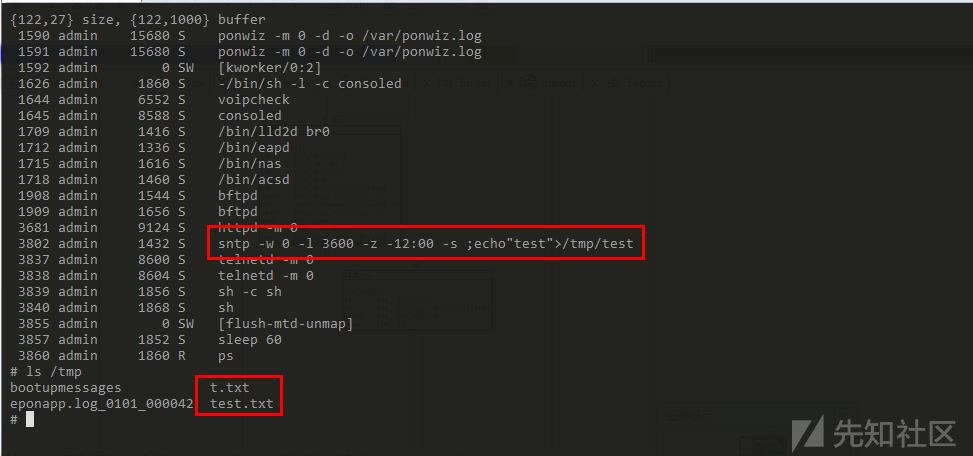 {122,27} size, {122,1000} buffer
1590 admin 15680 S ponwiz -m 0 -d -o /var/ponwiz.log
1591 admin 15680 S ponwiz -m 0 -d -o /var/ponwiz.log
1592 admin 0 SW [kworker/0:2]
1626 admin 1860 S -/bin/sh -l -c consoled
1644 admin 6552 S voipcheck
1645 admin 8588 S consoled
1709 admin 1416 S /bin/lld2d br0
1712 admin 1336 S /bin/eapd
1715 admin 1616 S /bin/nas
1718 admin 1460 S /bin/acsd
1908 admin 1544 S bftpd
1909 admin 1656 S bftpd
3681 admin 9124 S httpd -m 0
3802 admin 1432 S sntp -w 0 -l 3600 -z -12:00 -s ;echo"test">/tmp/test
3837 admin 8600 S telnetd -m 0
3838 admin 8604 S telnetd -m 0
3839 admin 1856 S sh -c sh
3840 admin 1868 S sh
3855 admin 0 SW [flush-mtd-unmap]
3857 admin 1852 S sleep 60
3860 admin 1860 R ps
# ls /tmp
bootupmessages t.txt
eponapp.log_0101_000042 test.txt
#
先知社区